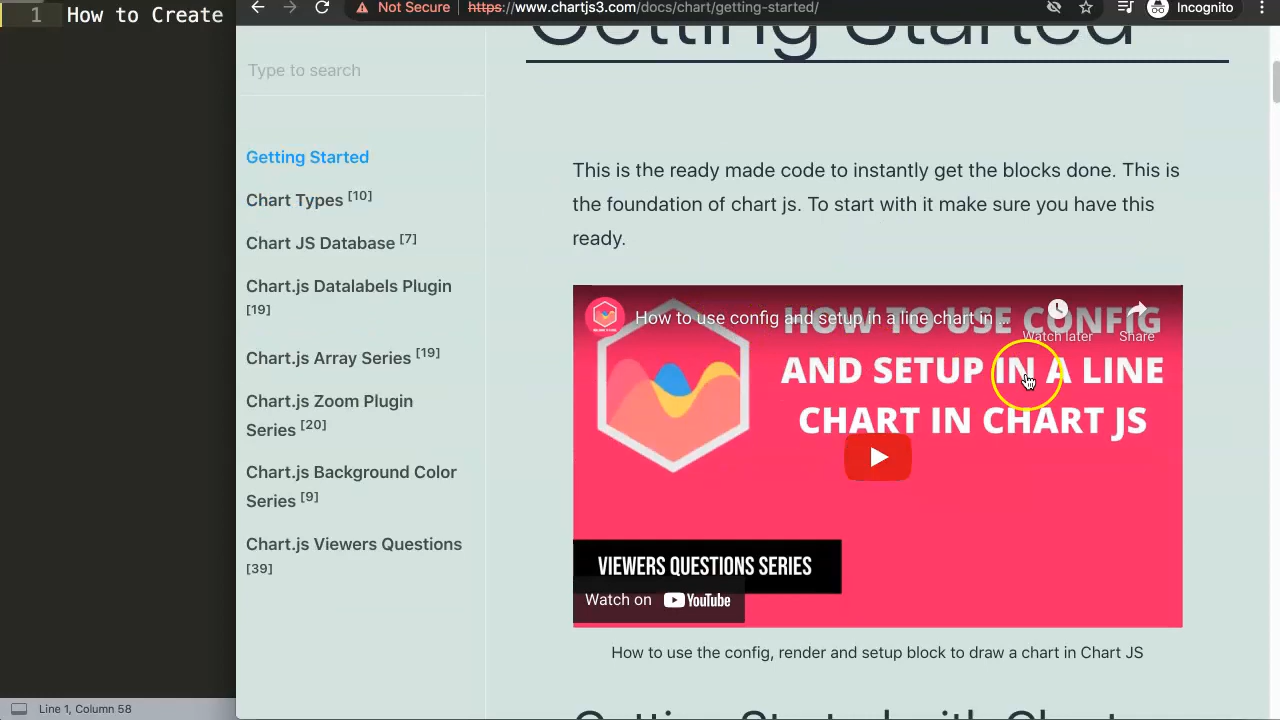 1 How to Create
Not Secure https://www.chartjs3.com/docs/chart/getting-started/ Incognito
Type to search
Getting Started
Chart Types [10]
Chart JS Database [7]
Chart.js Datalabels Plugin
[19]
Chart.js Array Series [19]
Chart.js Zoom Plugin
Series [20]
Chart.js Background Color
Series [9]
Chart.js Viewers Questions
[39]
Getting Started
This is the ready made code to instantly get the blocks done. This is
the foundation of chart js. To start with it make sure you have this
ready.
How to use config and setup in a line chart in ...
Watch later
Share
HOW TO USE CONFIG
AND SETUP IN A LINE
CHART IN CHART JS
VIEWERS QUESTIONS SERIES
Watch on YouTube
How to use the config, render and setup block to draw a chart in Chart JS
Getting Started with Chart
Line 1, Column 58